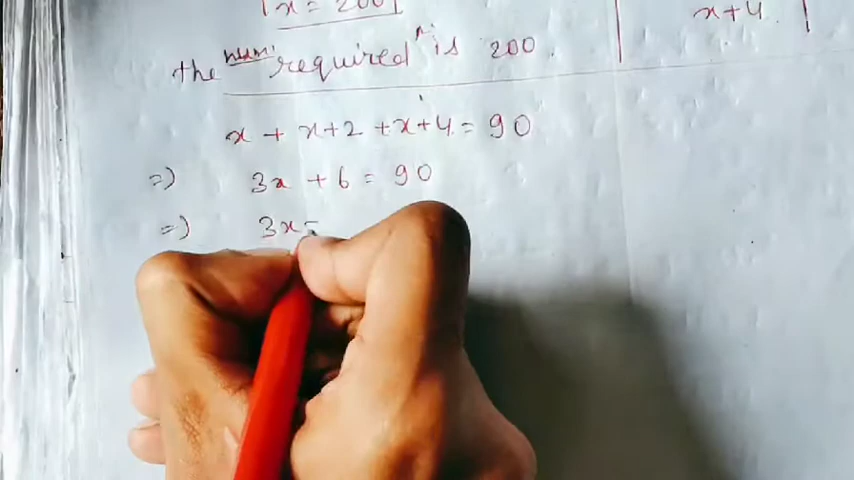 x = 200
x+4
the num. required is 200.
x + x+2 +x+4 = 90
=) 3x + 6 = 90
=) 3x =